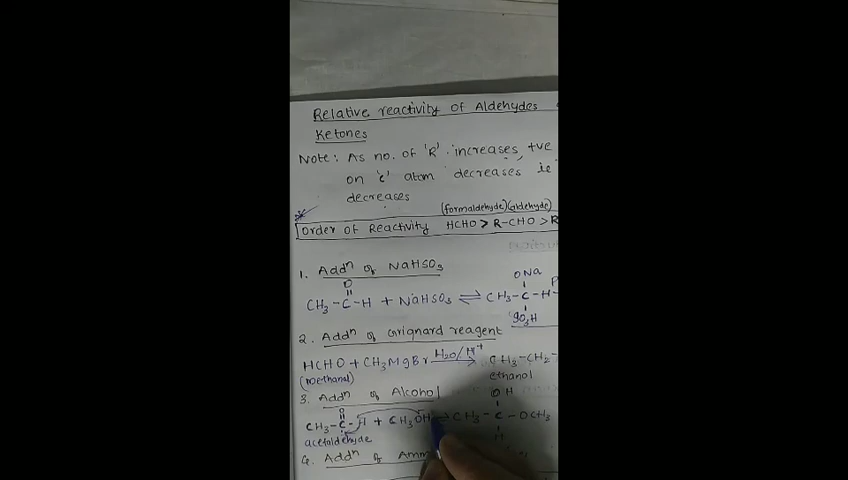 Relative reactivity of Aldehydes
Ketones
Note: As no. of 'R' increases, +ve
on 'c' atom decreases ie
decreases
(formaldehyde)(aldehyde)
Order of Reactivity HCHO > R-CHO > R
1. Addn of NaHSO3
O
ONa
CH3-C-H + NaHSO3 ⇌ CH3-C-H
SO3H
2. Addn of Grignard reagent
HCHO + CH3MgBr H2O/H+ → CH3-CH2-
(methanal) ethanol
3. Addn of Alcohol
OH
O
CH3-C-H + CH3OH ⇌ CH3-C-OCH3
H
acetaldehyde
4. Addn of Amm